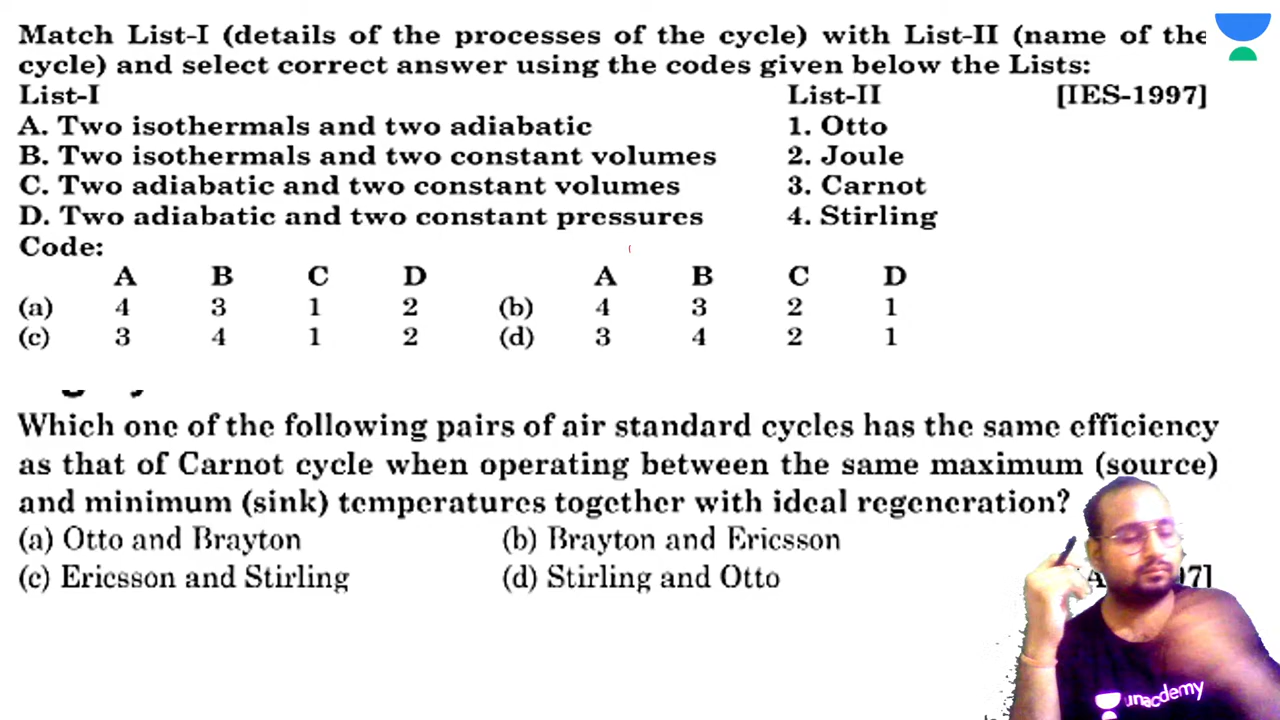 Match List-I (details of the processes of the cycle) with List-II (name of the
cycle) and select correct answer using the codes given below the Lists:
List-I List-II [IES-1997]
A. Two isothermals and two adiabatic 1. Otto
B. Two isothermals and two constant volumes 2. Joule
C. Two adiabatic and two constant volumes 3. Carnot
D. Two adiabatic and two constant pressures 4. Stirling
Code:
A B C D A B C D
(a) 4 3 1 2 (b) 4 3 2 1
(c) 3 4 1 2 (d) 3 4 2 1
Which one of the following pairs of air standard cycles has the same efficiency
as that of Carnot cycle when operating between the same maximum (source)
and minimum (sink) temperatures together with ideal regeneration?
(a) Otto and Brayton (b) Brayton and Ericsson
(c) Ericsson and Stirling (d) Stirling and Otto
unacademy